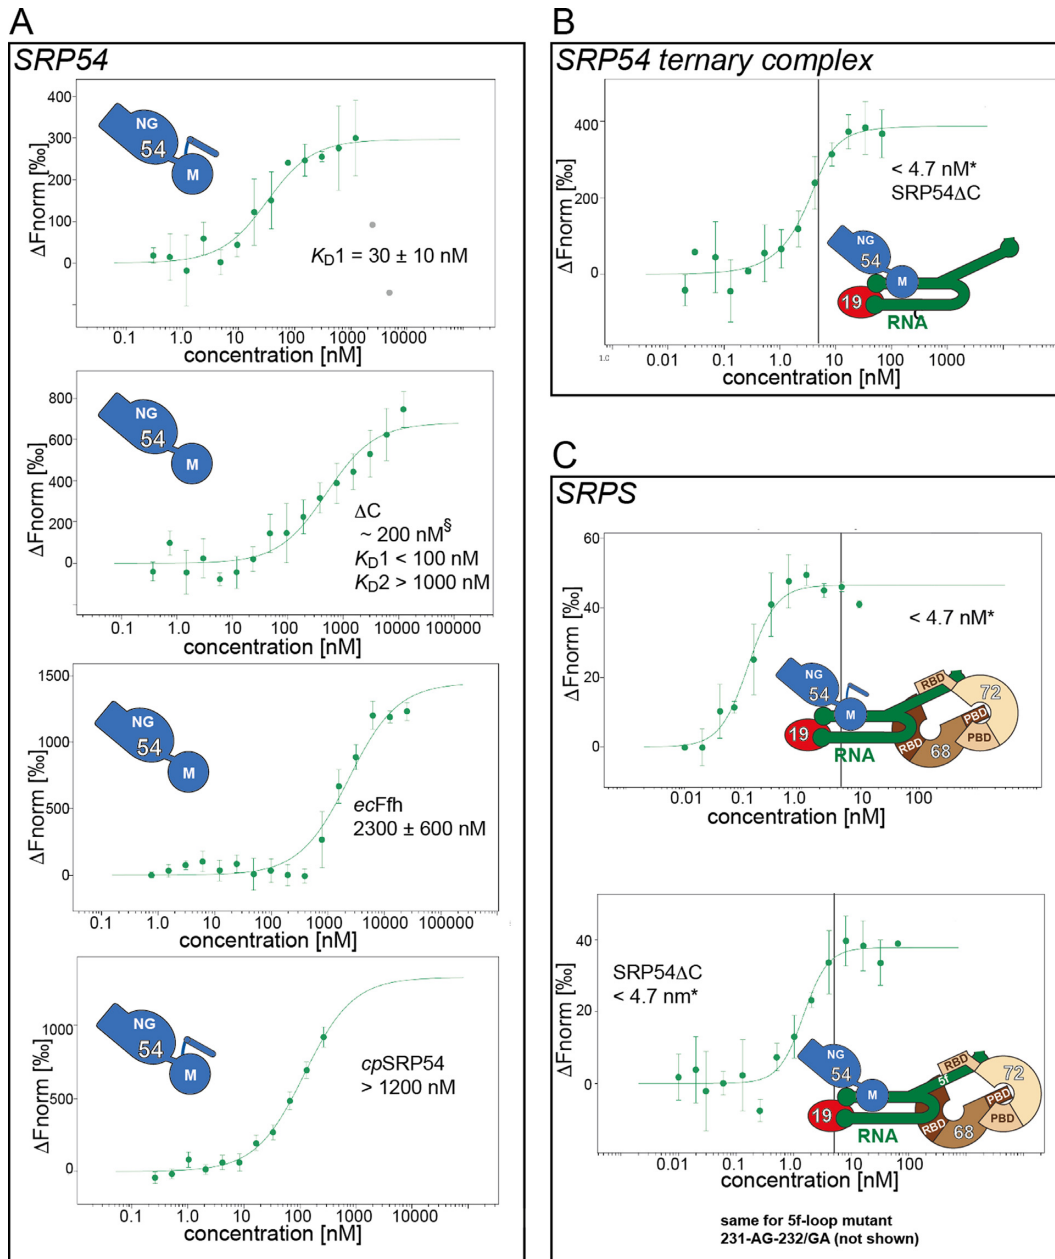 A
SRP54
ΔFnorm [‰]
400
300
200
100
0
NG
54
M
K_D1 = 30 ± 10 nM
0.1 1.0 10 100 1000 10000
concentration [nM]
ΔFnorm [‰]
800
600
400
200
0
NG
54
M
ΔC
~ 200 nM§
K_D1 < 100 nM
K_D2 > 1000 nM
0.1 1.0 10 100 1000 10000 100000
concentration [nM]
ΔFnorm [‰]
1500
1000
500
0
NG
54
M
ecFfh
2300 ± 600 nM
0.1 1.0 10 100 1000 10000 100000
concentration [nM]
ΔFnorm [‰]
1000
500
0
NG
54
M
cpSRP54
> 1200 nM
0.1 1.0 10 100 1000 10000
concentration [nM]
B
SRP54 ternary complex
ΔFnorm [‰]
400
200
0
< 4.7 nM*
SRP54ΔC
NG
54
M
19
RNA
1.0 0.01 0.1 1.0 10 100 1000
concentration [nM]
C
SRPS
ΔFnorm [‰]
60
40
20
0
< 4.7 nM*
NG
54
M
19
RNA
RBD
72
PBD
RBD
68
PBD
0.01 0.1 1.0 10 100
concentration [nM]
ΔFnorm [‰]
40
20
0
SRP54ΔC
< 4.7 nm*
NG
54
M
19
RNA
RBD
5f
72
PBD
RBD
68
PBD
0.01 0.1 1.0 10 100
concentration [nM]
same for 5f-loop mutant
231-AG-232/GA (not shown)